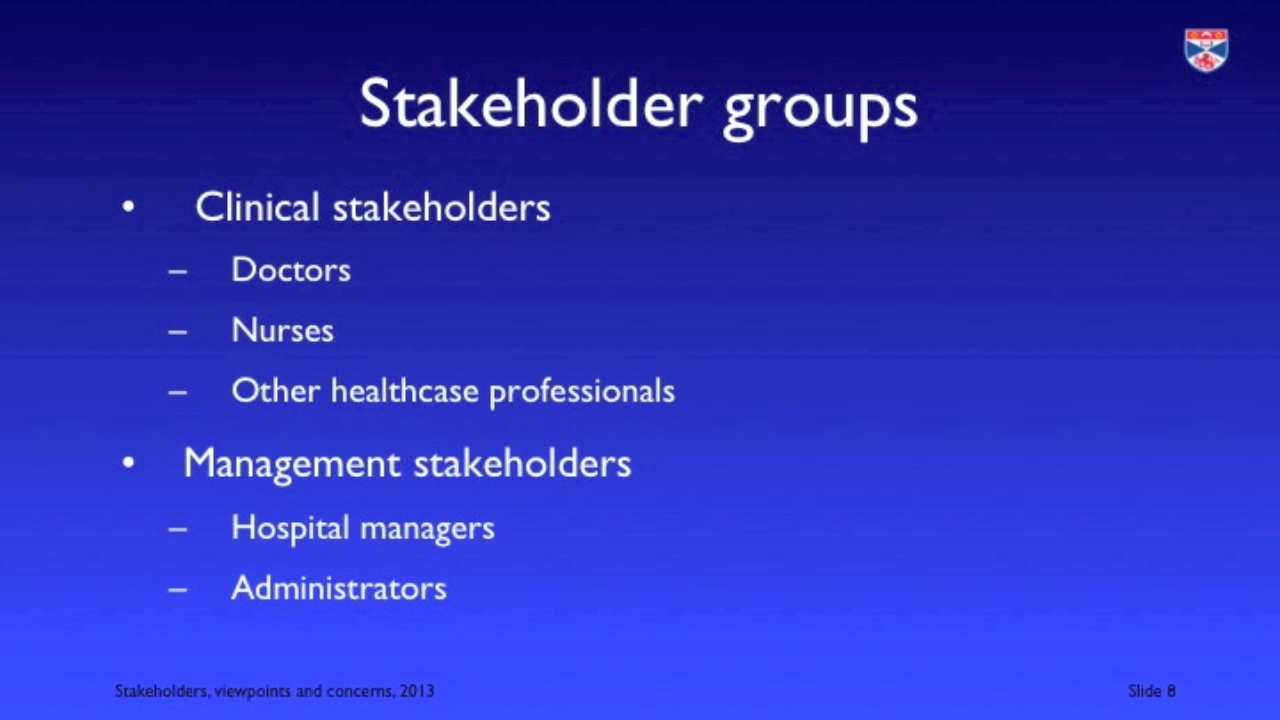 Stakeholder groups
• Clinical stakeholders
– Doctors
– Nurses
– Other healthcase professionals
• Management stakeholders
– Hospital managers
– Administrators
Stakeholders, viewpoints and concerns, 2013
Slide 8